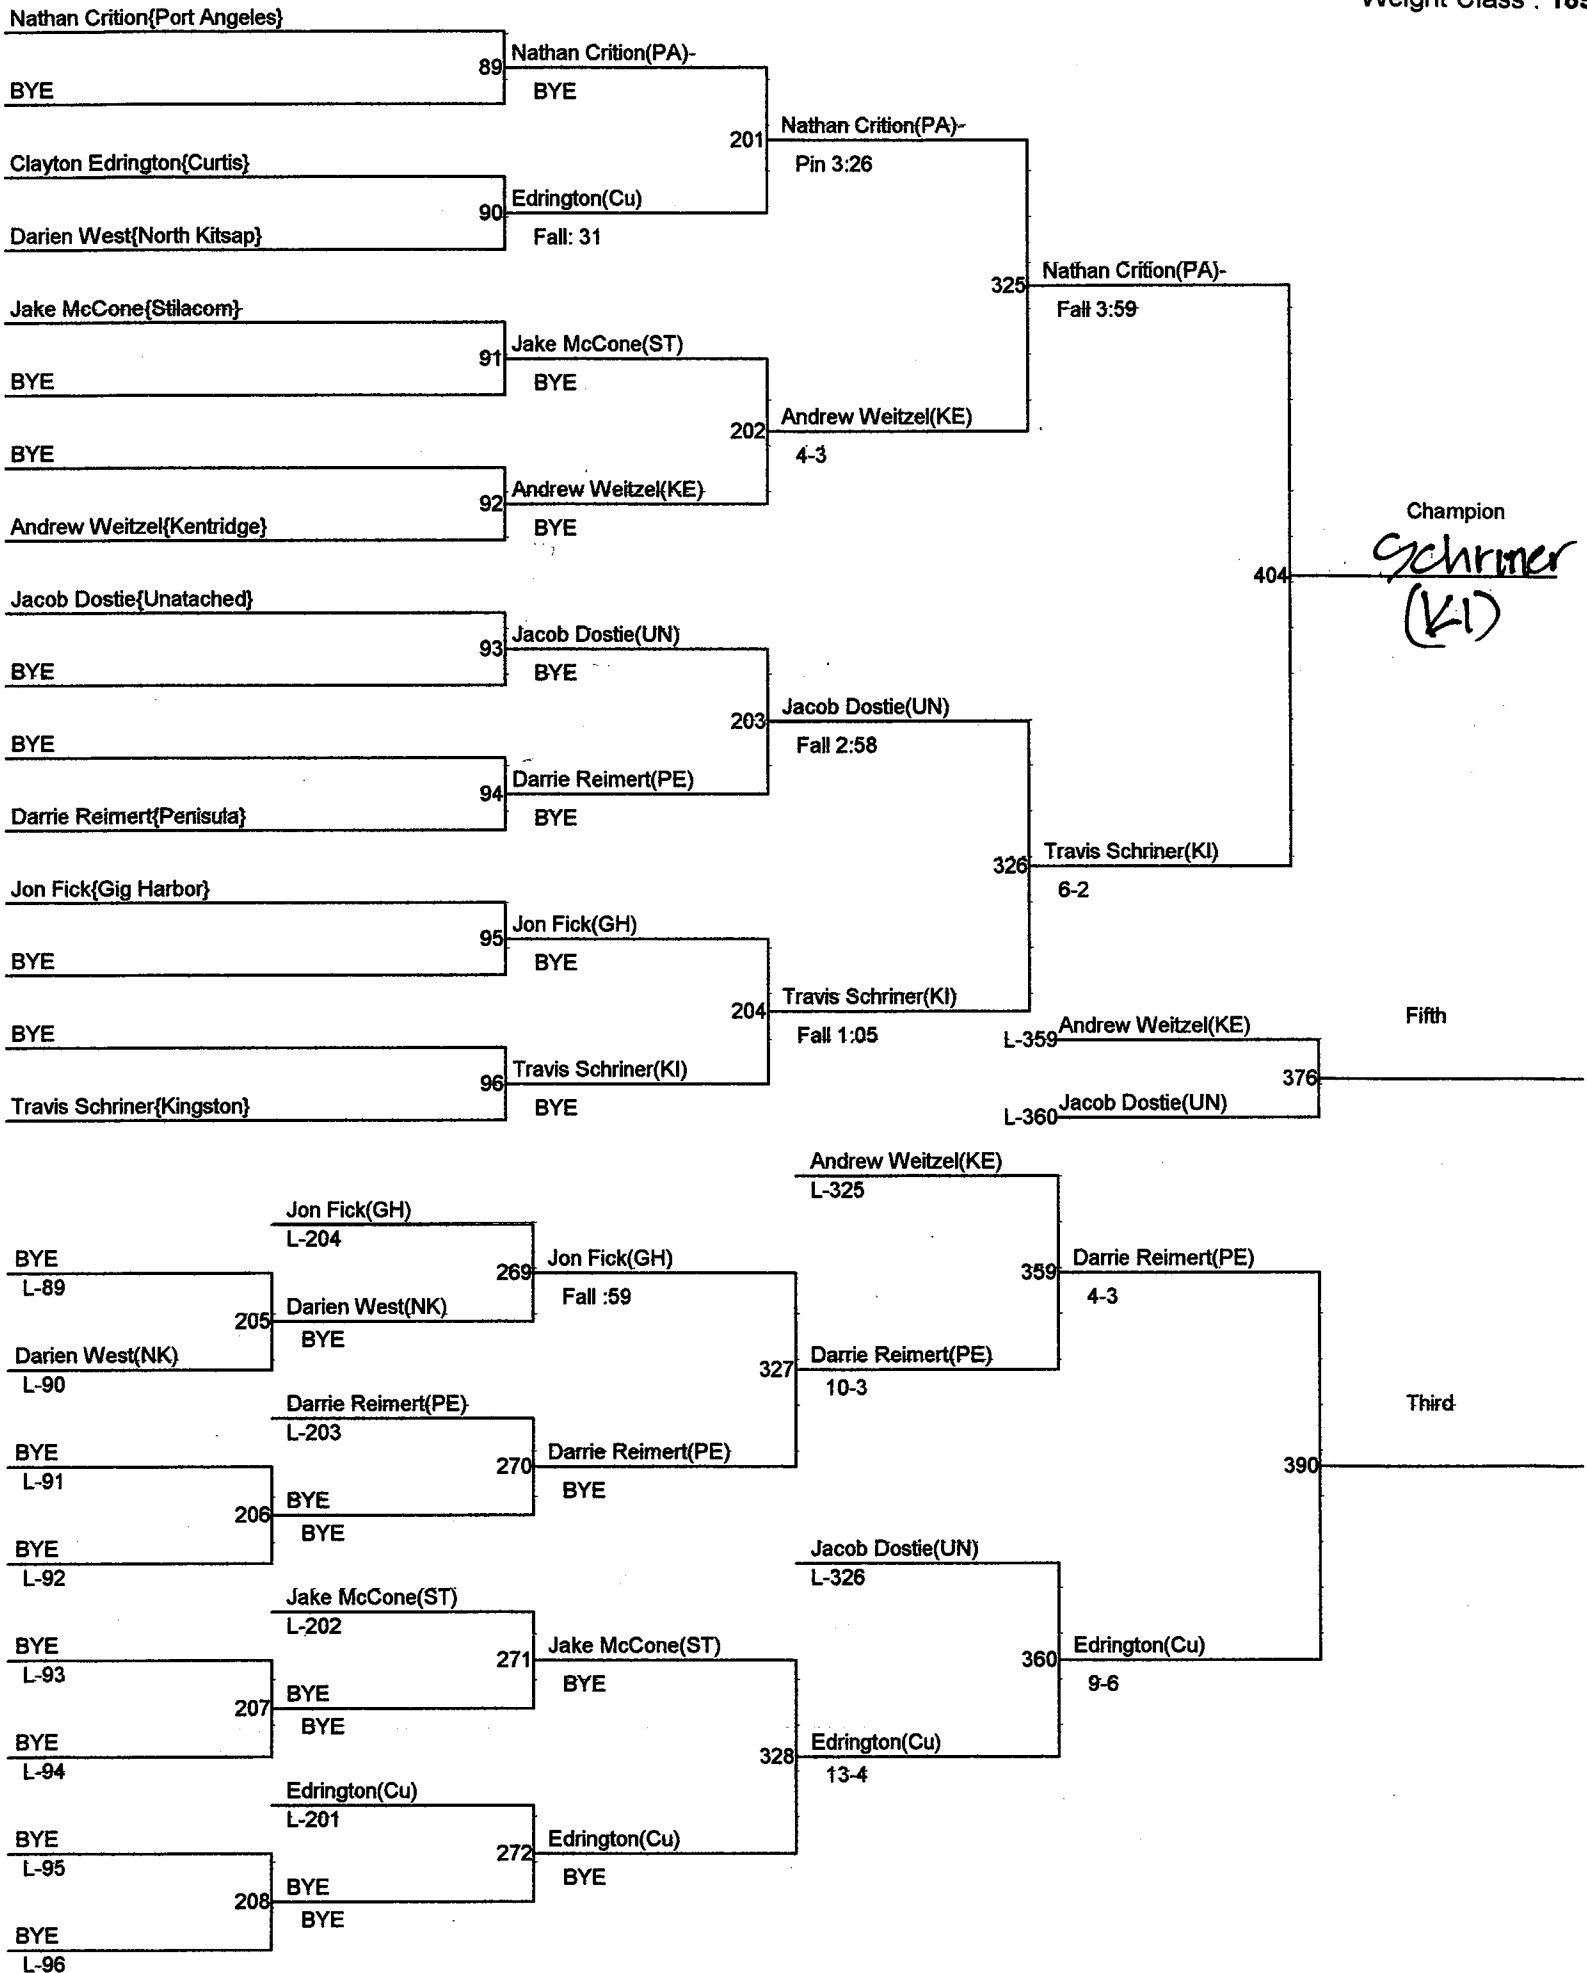 Weight Class :
Nathan Crition{Port Angeles}
89
Nathan Crition(PA)-
BYE
BYE
201
Nathan Crition(PA)-
Pin 3:26
Clayton Edrington{Curtis}
90
Edrington(Cu)
Fall: 31
Darien West{North Kitsap}
325
Nathan Crition(PA)-
Fall 3:59
Jake McCone{Stilacom}
91
Jake McCone(ST)
BYE
BYE
202
Andrew Weitzel(KE)
4-3
BYE
92
Andrew Weitzel(KE)
BYE
Andrew Weitzel{Kentridge}
Champion
404
Schriner
(KI)
Jacob Dostie{Unatached}
93
Jacob Dostie(UN)
BYE
BYE
203
Jacob Dostie(UN)
Fall 2:58
BYE
94
Darrie Reimert(PE)
BYE
Darrie Reimert{Penisula}
326
Travis Schriner(KI)
6-2
Jon Fick{Gig Harbor}
95
Jon Fick(GH)
BYE
BYE
204
Travis Schriner(KI)
Fall 1:05
BYE
96
Travis Schriner(KI)
BYE
Travis Schriner{Kingston}
Fifth
L-359
Andrew Weitzel(KE)
376
L-360
Jacob Dostie(UN)
Andrew Weitzel(KE)
L-325
Jon Fick(GH)
L-204
BYE
L-89
269
Jon Fick(GH)
Fall :59
359
Darrie Reimert(PE)
4-3
205
Darien West(NK)
BYE
Darien West(NK)
L-90
327
Darrie Reimert(PE)
10-3
Darrie Reimert(PE)
L-203
Third
BYE
L-91
270
Darrie Reimert(PE)
BYE
390
206
BYE
BYE
BYE
L-92
Jacob Dostie(UN)
L-326
Jake McCone(ST)
L-202
BYE
L-93
271
Jake McCone(ST)
BYE
360
Edrington(Cu)
9-6
207
BYE
BYE
BYE
L-94
328
Edrington(Cu)
13-4
Edrington(Cu)
L-201
BYE
L-95
272
Edrington(Cu)
BYE
208
BYE
BYE
BYE
L-96